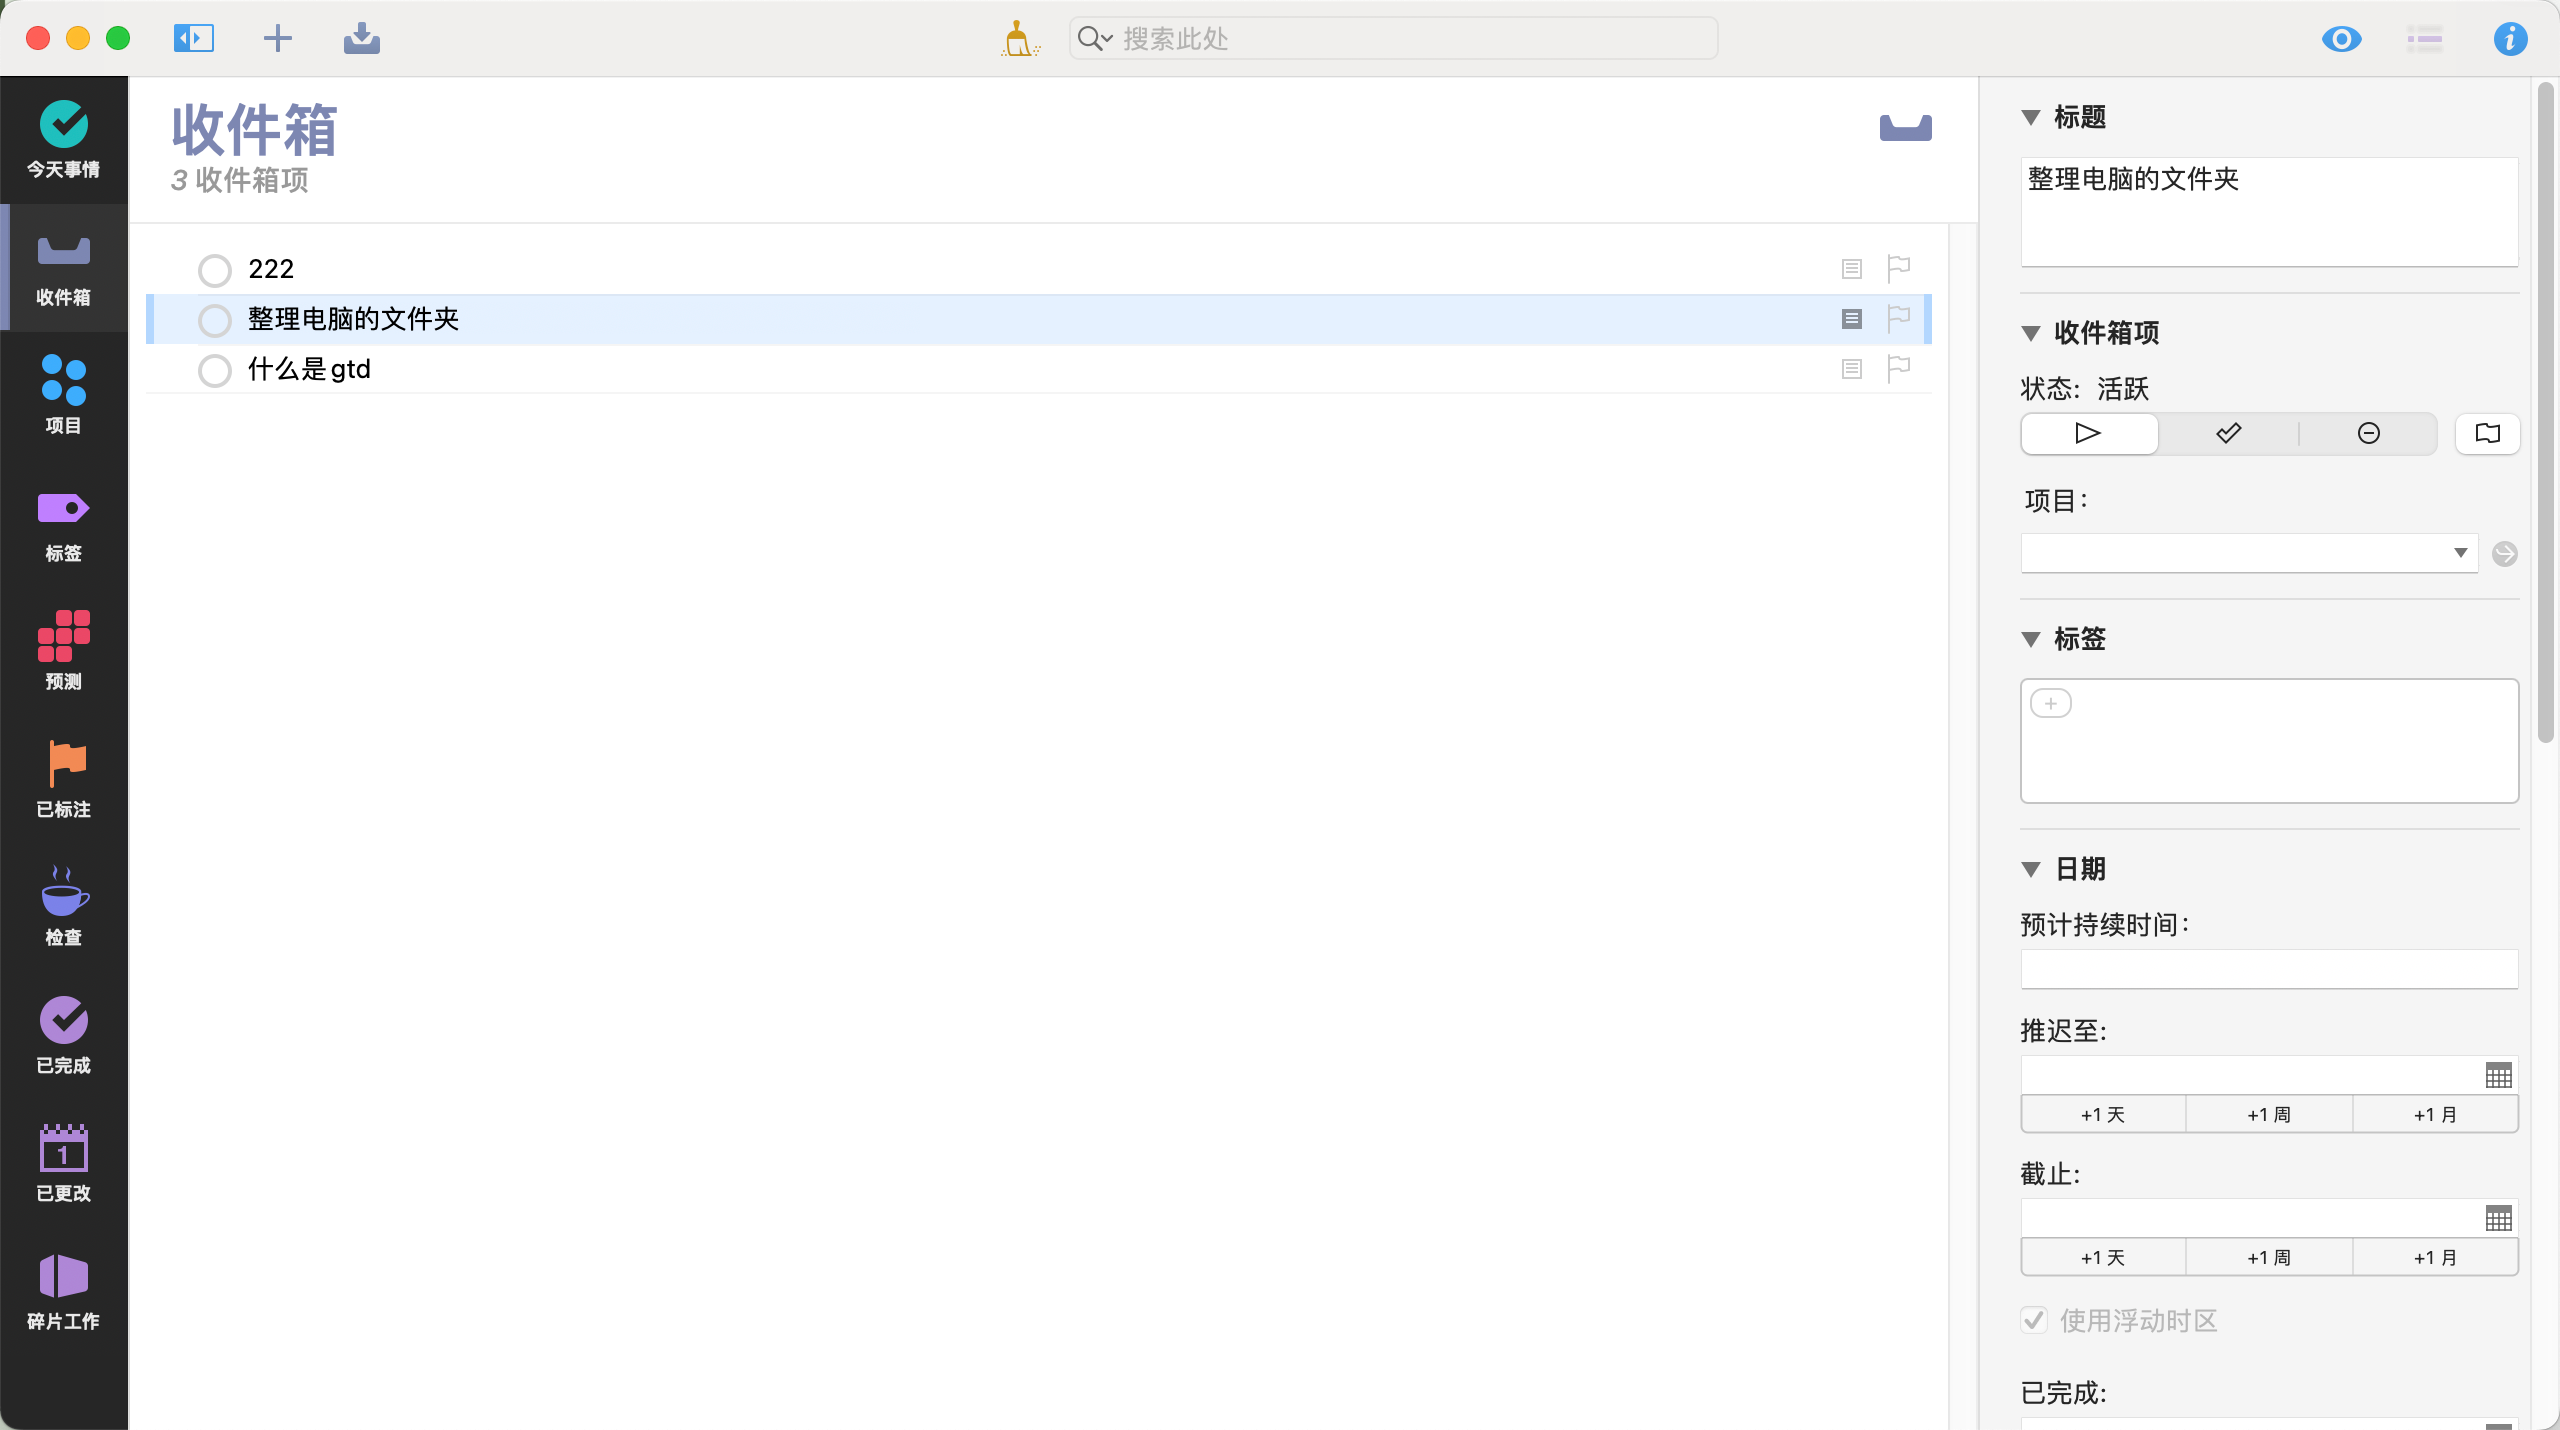 搜索此处
今天事情
收件箱
项目
标签
预测
已标注
检查
已完成
1
已更改
碎片工作
收件箱
3 收件箱项
222
整理电脑的文件夹
什么是gtd
标题
整理电脑的文件夹
收件箱项
状态: 活跃
项目:
标签
日期
预计持续时间:
推迟至:
+1 天 +1 周 +1 月
截止:
+1 天 +1 周 +1 月
使用浮动时区
已完成: